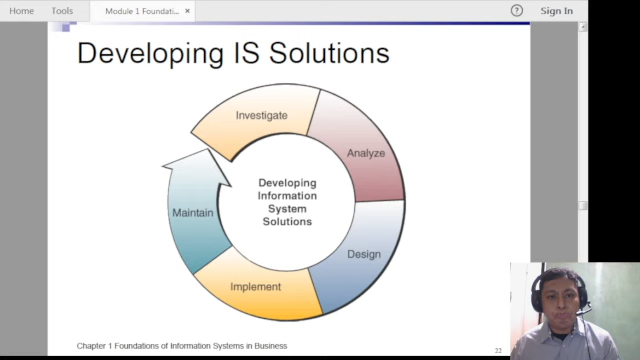 Home
Tools
Module 1 Foundati...
×
?
Sign In
Developing IS Solutions
Investigate
Analyze
Developing
Information
System
Solutions
Maintain
Design
Implement
Chapter 1 Foundations of Information Systems in Business
22